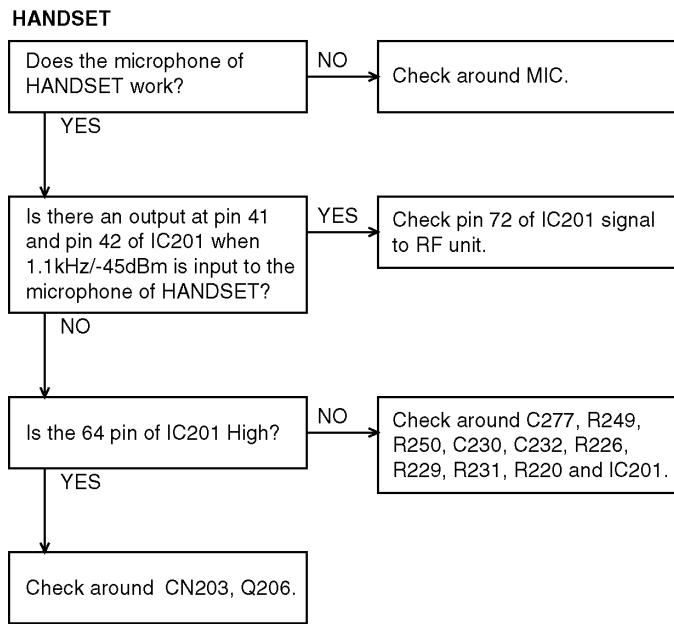 HANDSET
Does the microphone of
HANDSET work?
NO
Check around MIC.
YES
Is there an output at pin 41
and pin 42 of IC201 when
1.1kHz/-45dBm is input to the
microphone of HANDSET?
YES
Check pin 72 of IC201 signal
to RF unit.
NO
Is the 64 pin of IC201 High?
NO
Check around C277, R249,
R250, C230, C232, R226,
R229, R231, R220 and IC201.
YES
Check around CN203, Q206.